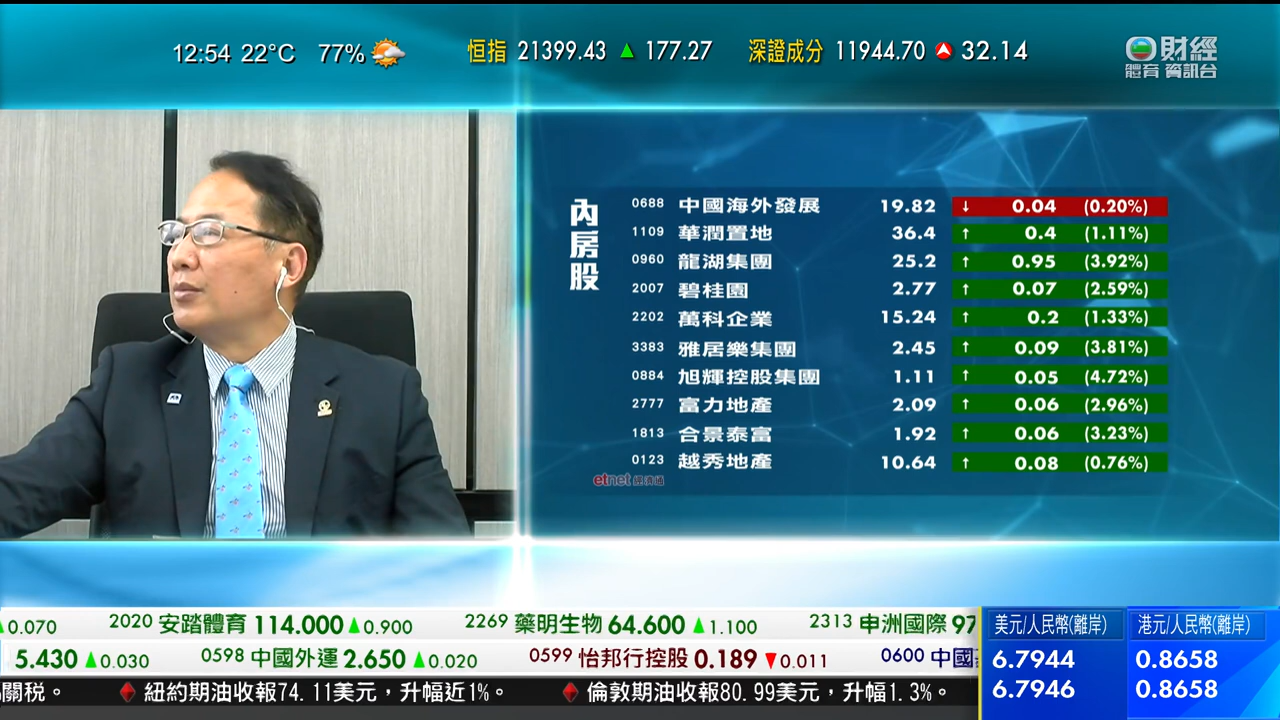 12:54 22°C 77%
恒指 21399.43 ▲ 177.27 深證成分 11944.70 ▲ 32.14
財經
體育 資訊台
內房股
0688 中國海外發展 19.82 ↓ 0.04 (0.20%)
1109 華潤置地 36.4 ↑ 0.4 (1.11%)
0960 龍湖集團 25.2 ↑ 0.95 (3.92%)
2007 碧桂園 2.77 ↑ 0.07 (2.59%)
2202 萬科企業 15.24 ↑ 0.2 (1.33%)
3383 雅居樂集團 2.45 ↑ 0.09 (3.81%)
0884 旭輝控股集團 1.11 ↑ 0.05 (4.72%)
2777 富力地產 2.09 ↑ 0.06 (2.96%)
1813 合景泰富 1.92 ↑ 0.06 (3.23%)
0123 越秀地產 10.64 ↑ 0.08 (0.76%)
etnet 經濟通
▲0.070 2020 安踏體育 114.000 ▲0.900 2269 藥明生物 64.600 ▲1.100 2313 申洲國際 97
5.430 ▲0.030 0598 中國外運 2.650 ▲0.020 0599 怡邦行控股 0.189 ▼0.011 0600 中國
關税。 紐約期油收報74.11美元，升幅近1%。 倫敦期油收報80.99美元，升幅1.3%。
美元/人民幣(離岸) 港元/人民幣(離岸)
6.7944 0.8658
6.7946 0.8658